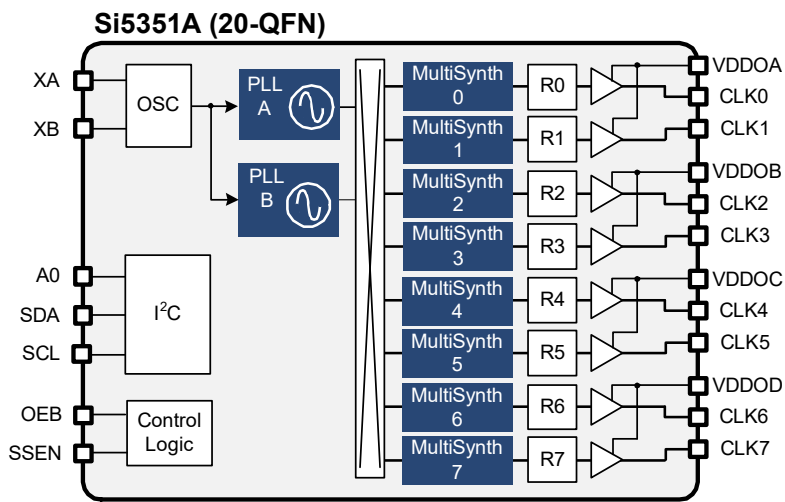 Si5351A (20-QFN)
XA
XB
OSC
PLL
A
PLL
B
A0
SDA
SCL
I²C
OEB
SSEN
Control
Logic
MultiSynth
0
R0
MultiSynth
1
R1
MultiSynth
2
R2
MultiSynth
3
R3
MultiSynth
4
R4
MultiSynth
5
R5
MultiSynth
6
R6
MultiSynth
7
R7
VDDOA
CLK0
CLK1
VDDOB
CLK2
CLK3
VDDOC
CLK4
CLK5
VDDOD
CLK6
CLK7